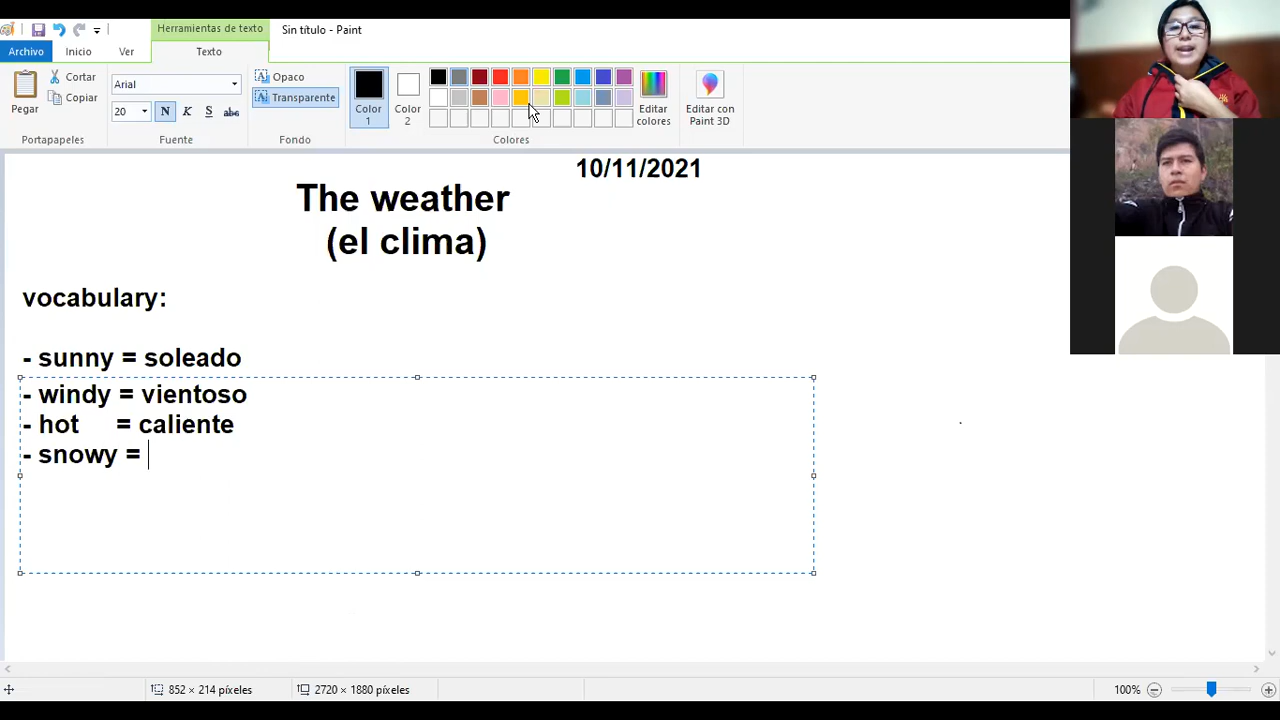 Herramientas de texto
Sin título - Paint
Archivo
Inicio
Ver
Texto
Pegar
Cortar
Copiar
Portapapeles
Arial
20
N K S abc
Fuente
Opaco
Transparente
Fondo
Color 1
Color 2
Editar colores
Editar con Paint 3D
Colores
10/11/2021
The weather
(el clima)
vocabulary:
- sunny = soleado
- windy = vientoso
- hot = caliente
- snowy =
852 × 214 píxeles
2720 × 1880 píxeles
100%